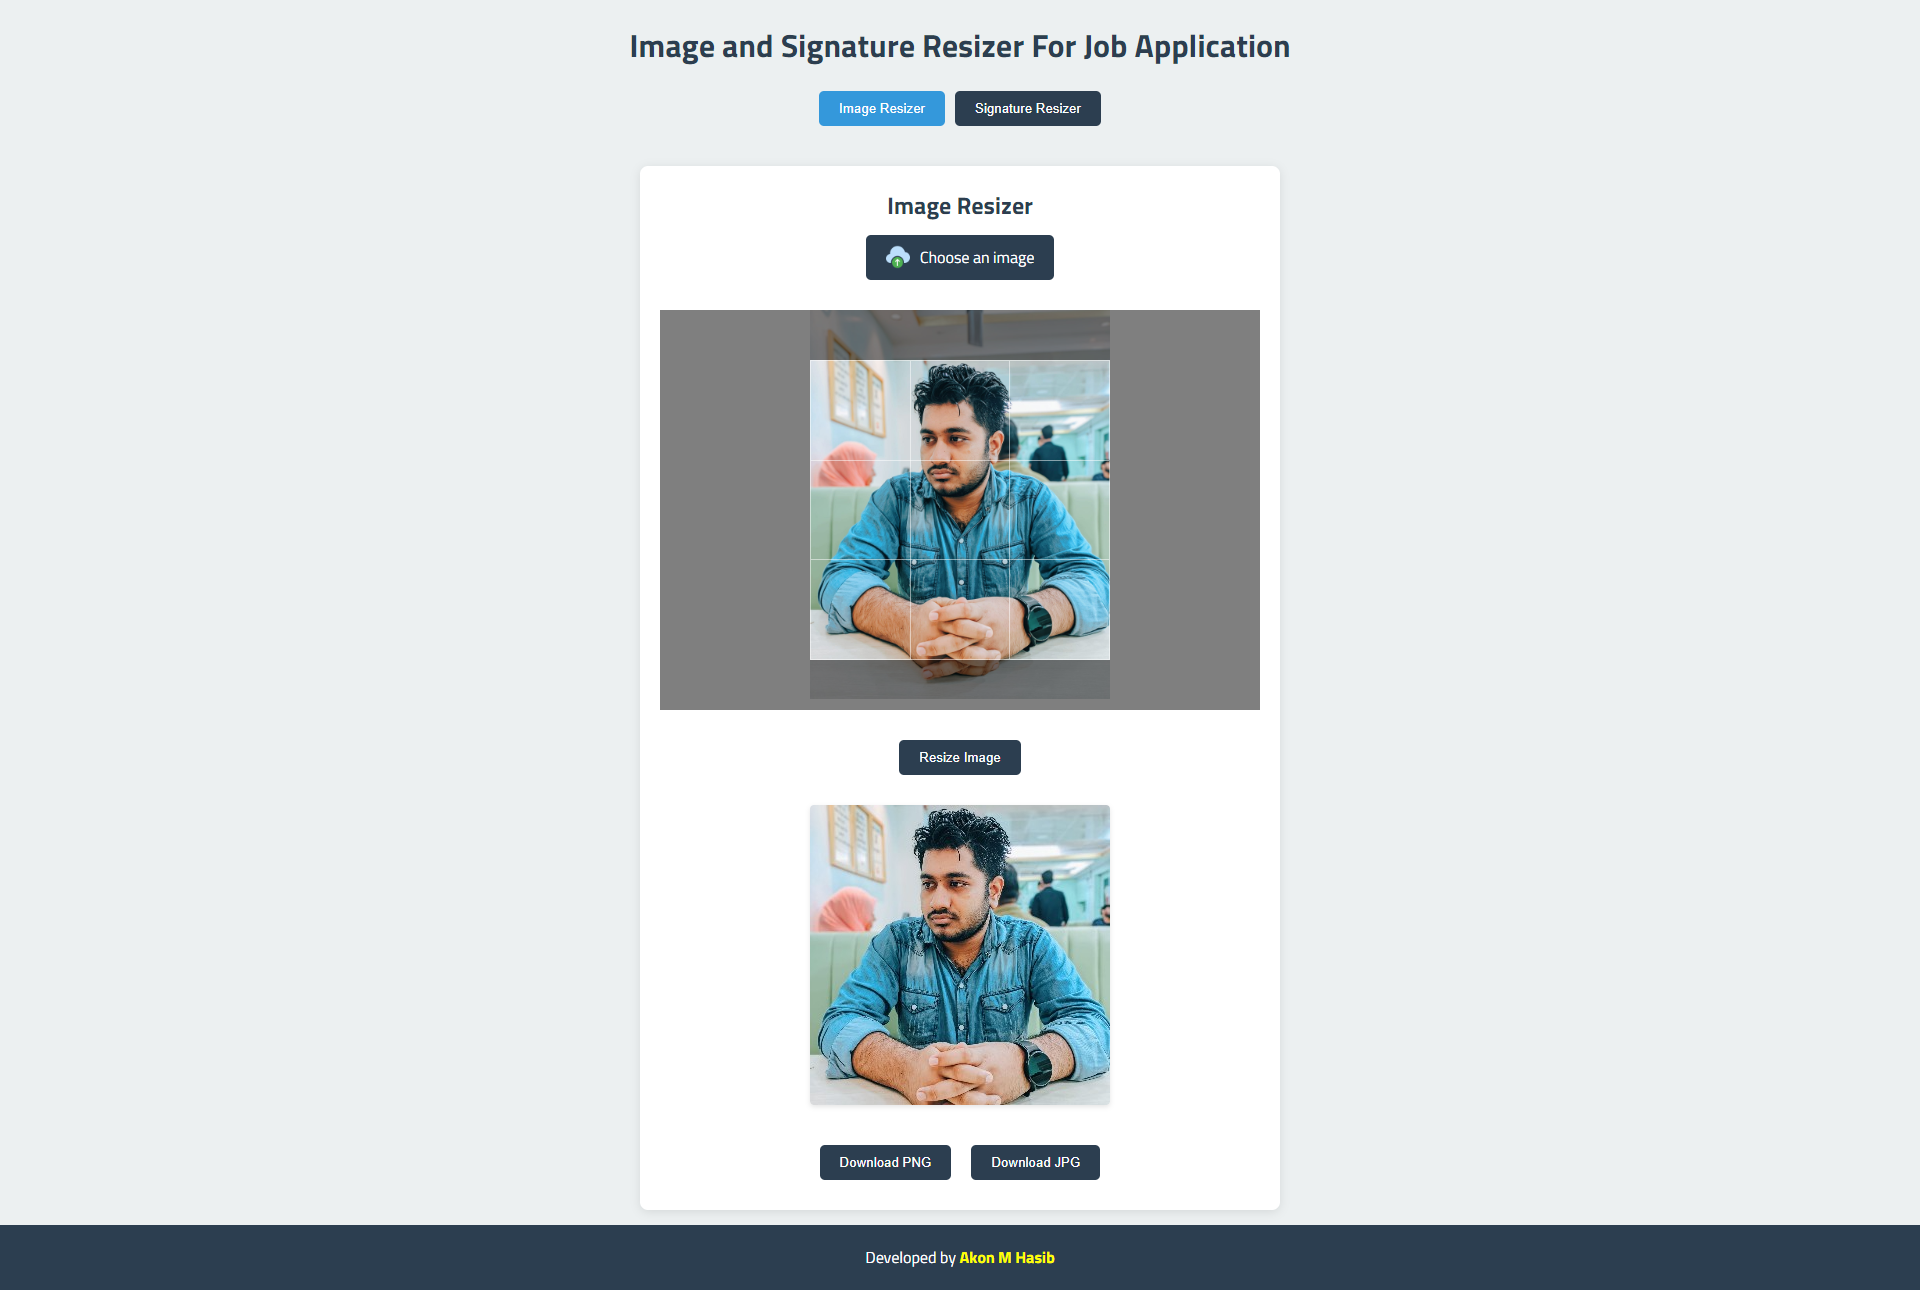 Image and Signature Resizer For Job Application
Image Resizer
Signature Resizer
Image Resizer
Choose an image
Resize Image
Download PNG
Download JPG
Developed by Akon M Hasib